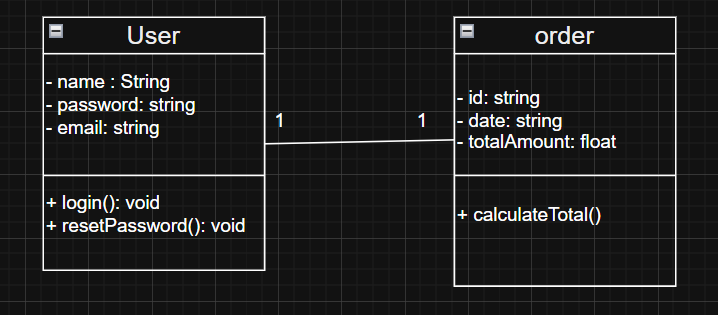 User
- name : String
- password: string
- email: string
+ login(): void
+ resetPassword(): void
1
1
order
- id: string
- date: string
- totalAmount: float
+ calculateTotal()